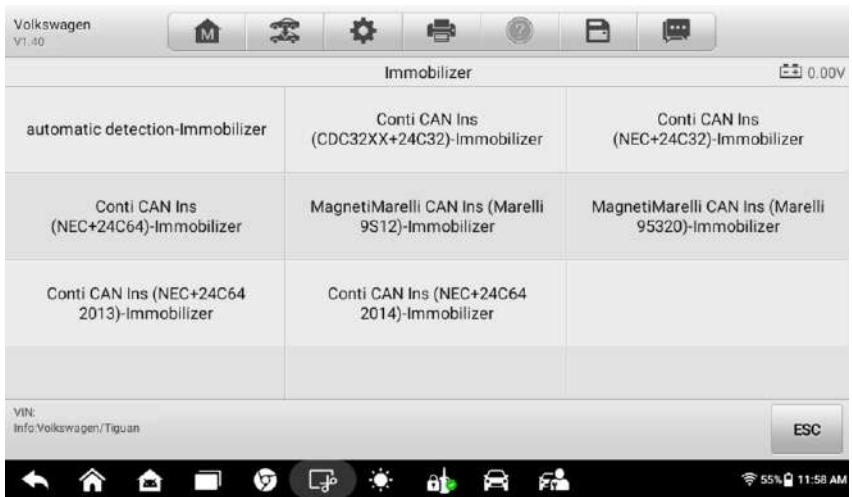 Volkswagen
V1.40
M
Immobilizer
0.00V
automatic detection-Immobilizer
Conti CAN Ins
(CDC32XX+24C32)-Immobilizer
Conti CAN Ins
(NEC+24C32)-Immobilizer
Conti CAN Ins
(NEC+24C64)-Immobilizer
MagnetiMarelli CAN Ins (Marelli
9S12)-Immobilizer
MagnetiMarelli CAN Ins (Marelli
95320)-Immobilizer
Conti CAN Ins (NEC+24C64
2013)-Immobilizer
Conti CAN Ins (NEC+24C64
2014)-Immobilizer
VIN:
Info:Volkswagen/Tiguan
ESC
55% 11:58 AM